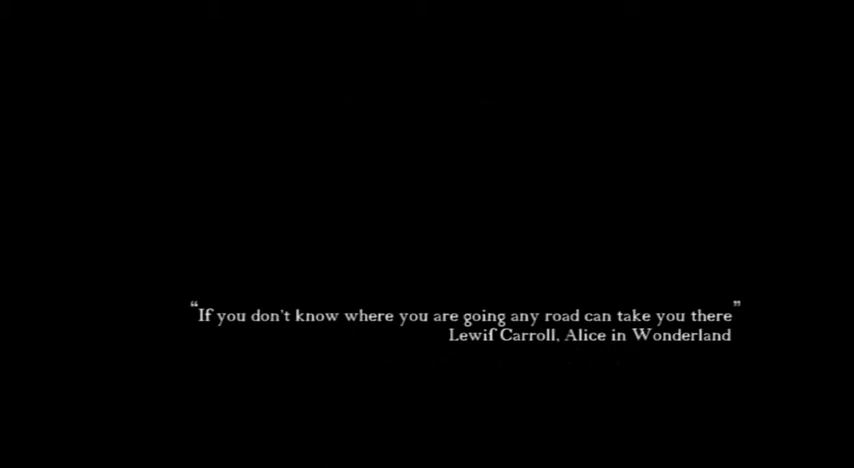 “If you don't know where you are going any road can take you there”
Lewif Carroll, Alice in Wonderland